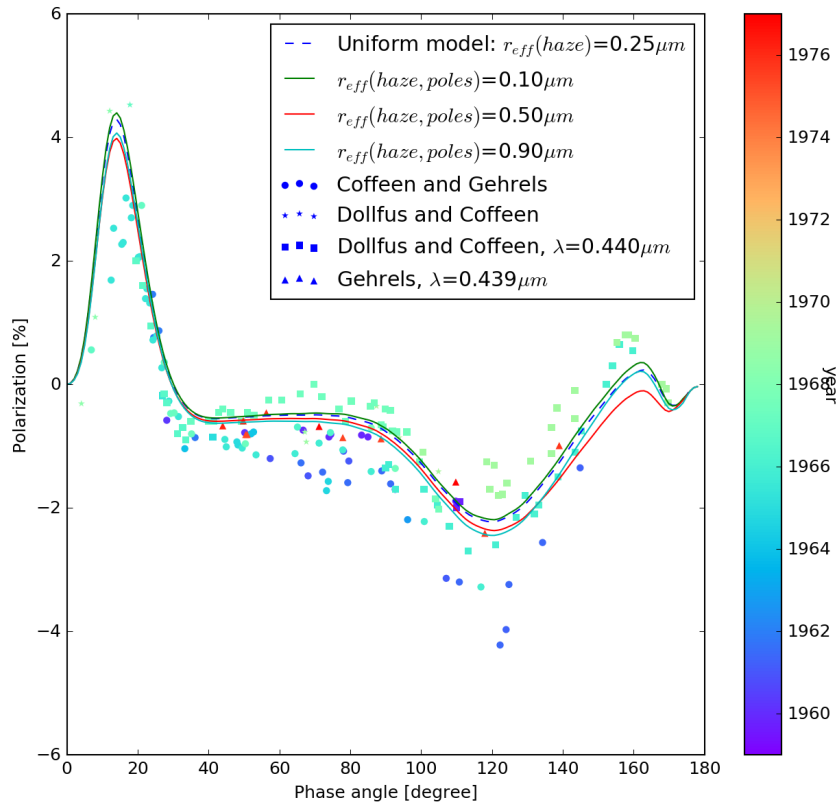 Uniform model: r_eff(haze)=0.25μm
r_eff(haze, poles)=0.10μm
r_eff(haze, poles)=0.50μm
r_eff(haze, poles)=0.90μm
Coffeen and Gehrels
Dollfus and Coffeen
Dollfus and Coffeen, λ=0.440μm
Gehrels, λ=0.439μm
6
4
2
0
−2
−4
−6
Polarization [%]
0 20 40 60 80 100 120 140 160 180
Phase angle [degree]
1976
1974
1972
1970
1968
1966
1964
1962
1960
year